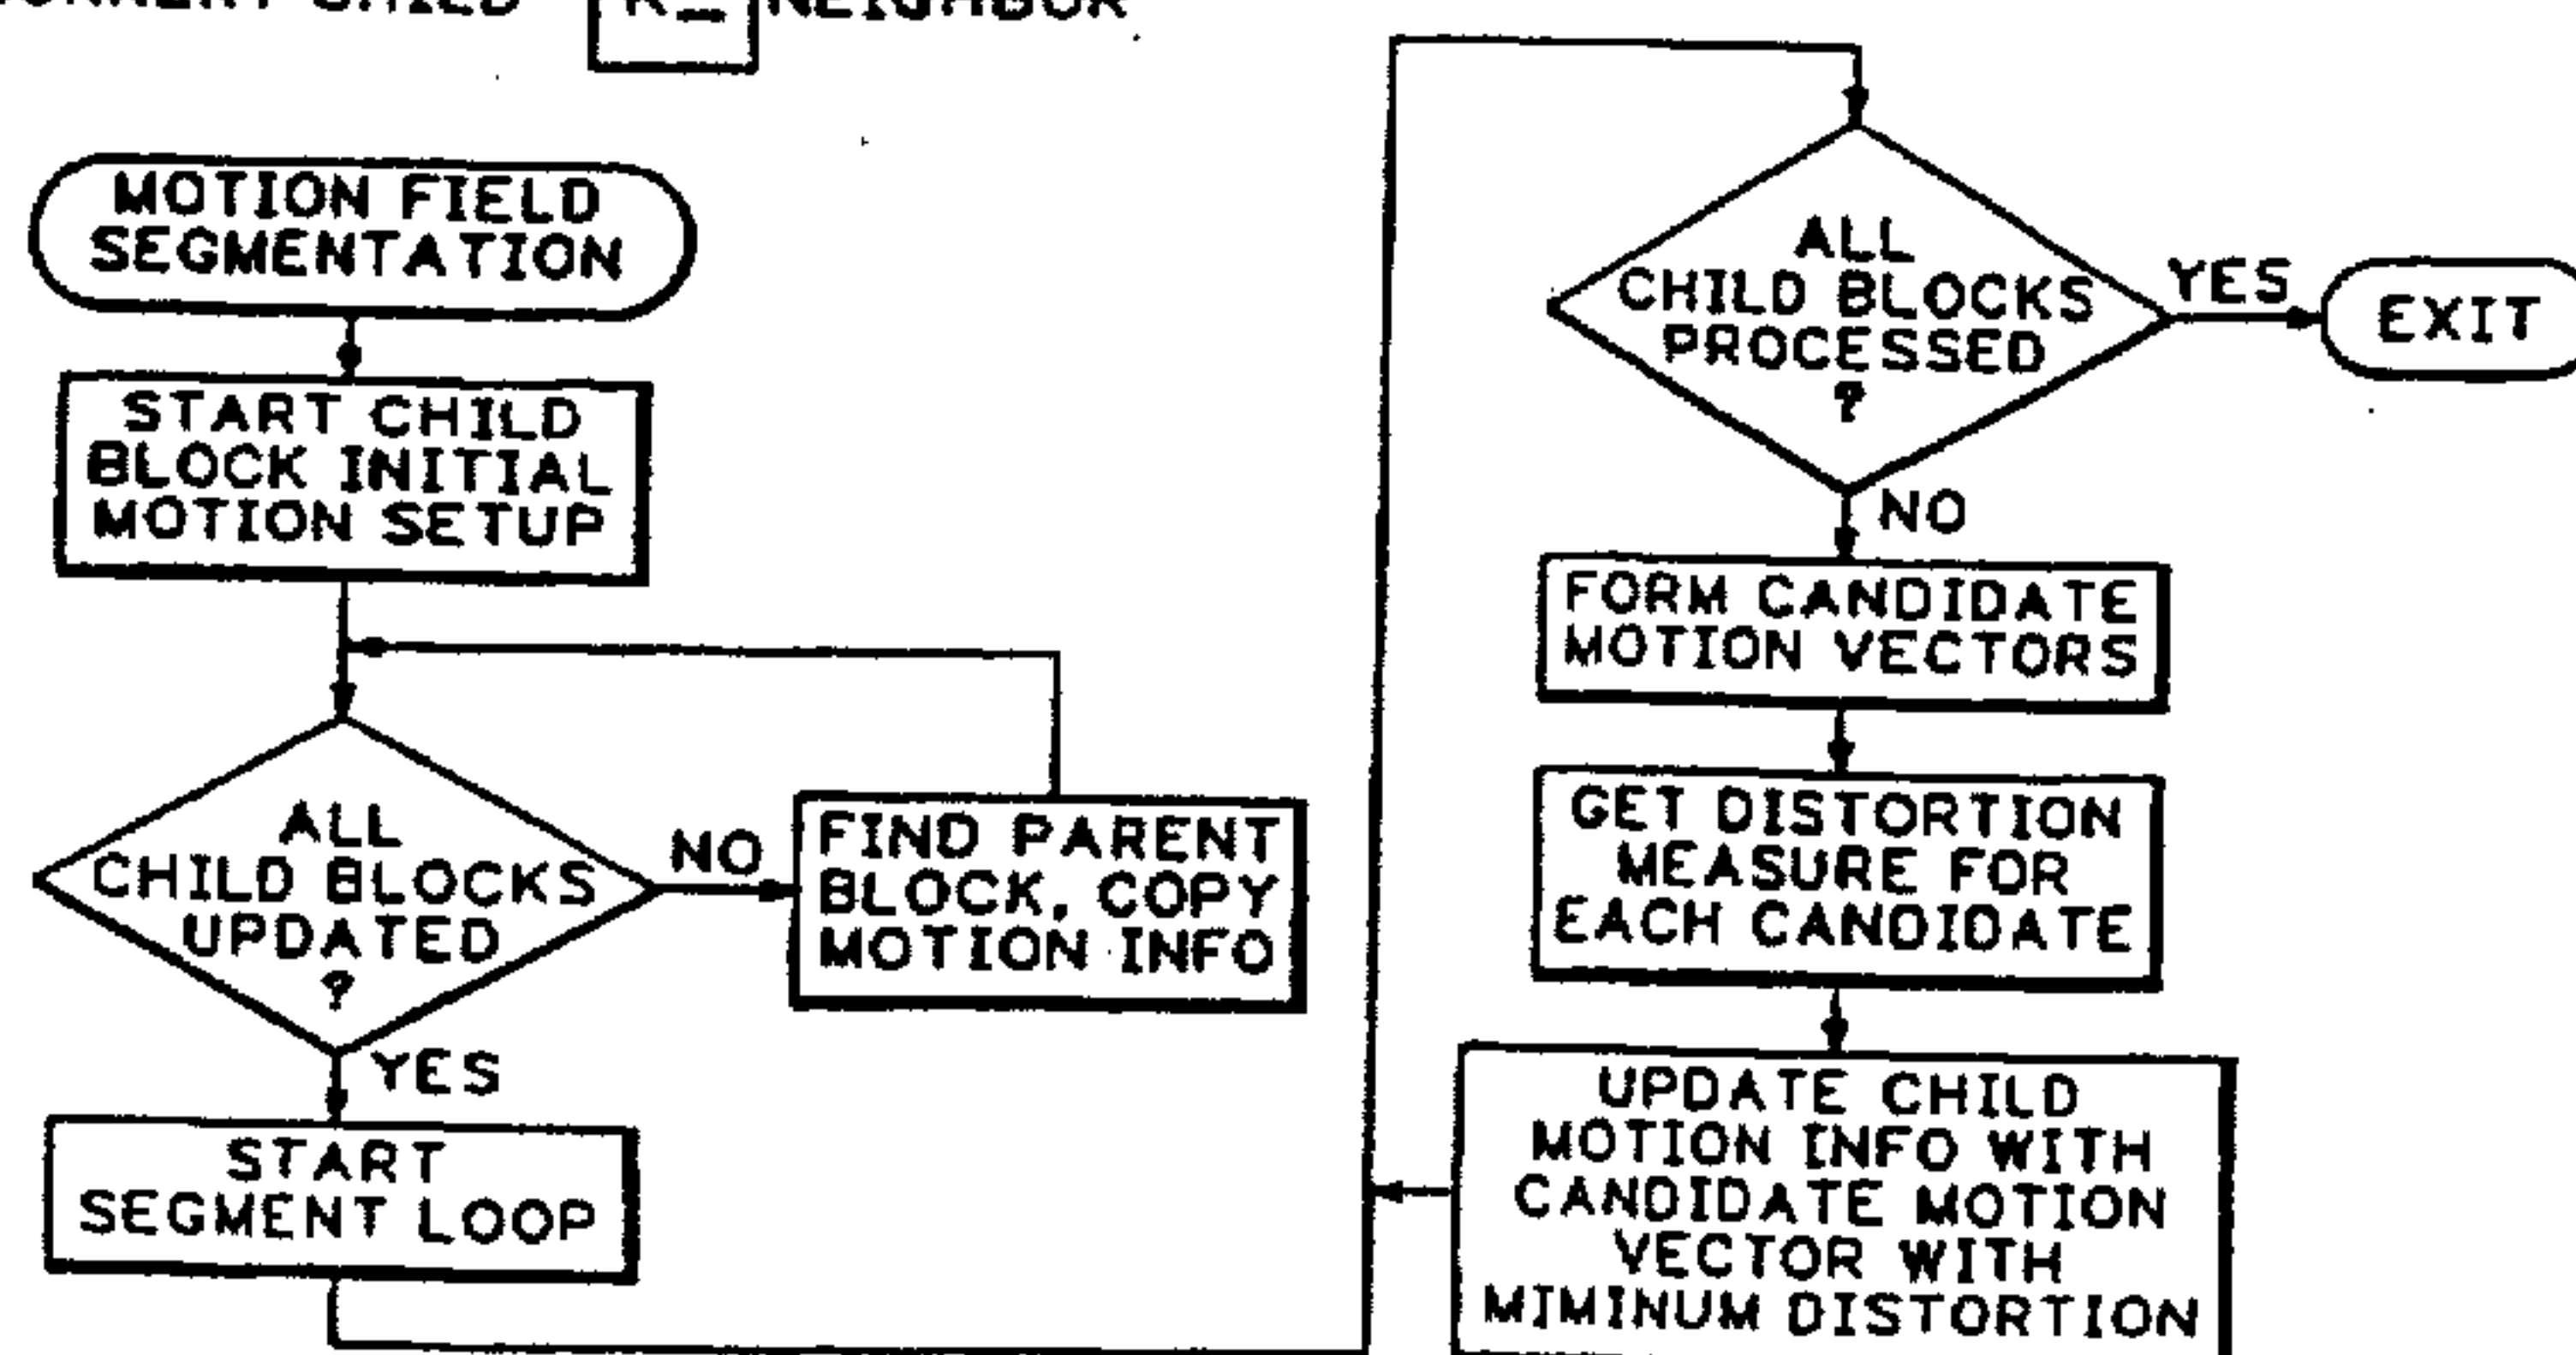 CHILD
NEIGHBOR
MOTION FIELD
SEGMENTATION
START CHILD
BLOCK INITIAL
MOTION SETUP
ALL
CHILD BLOCKS
UPDATED
?
NO
FIND PARENT
BLOCK, COPY
MOTION INFO
YES
START
SEGMENT LOOP
ALL
CHILD BLOCKS
PROCESSED
?
YES
EXIT
NO
FORM CANDIDATE
MOTION VECTORS
GET DISTORTION
MEASURE FOR
EACH CANDIDATE
UPDATE CHILD
MOTION INFO WITH
CANDIDATE MOTION
VECTOR WITH
MIMINUM DISTORTION